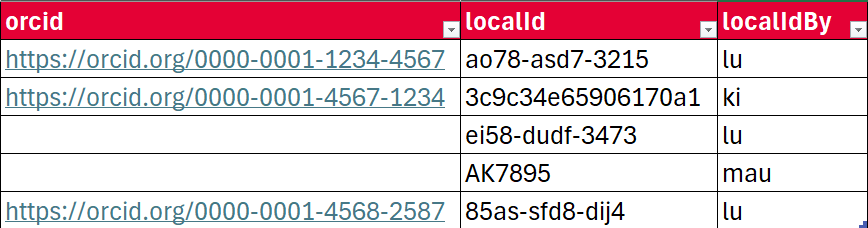 orcid localId localIdBy
https://orcid.org/0000-0001-1234-4567 ao78-asd7-3215 lu
https://orcid.org/0000-0001-4567-1234 3c9c34e65906170a1 ki
ei58-dudf-3473 lu
AK7895 mau
https://orcid.org/0000-0001-4568-2587 85as-sfd8-dij4 lu